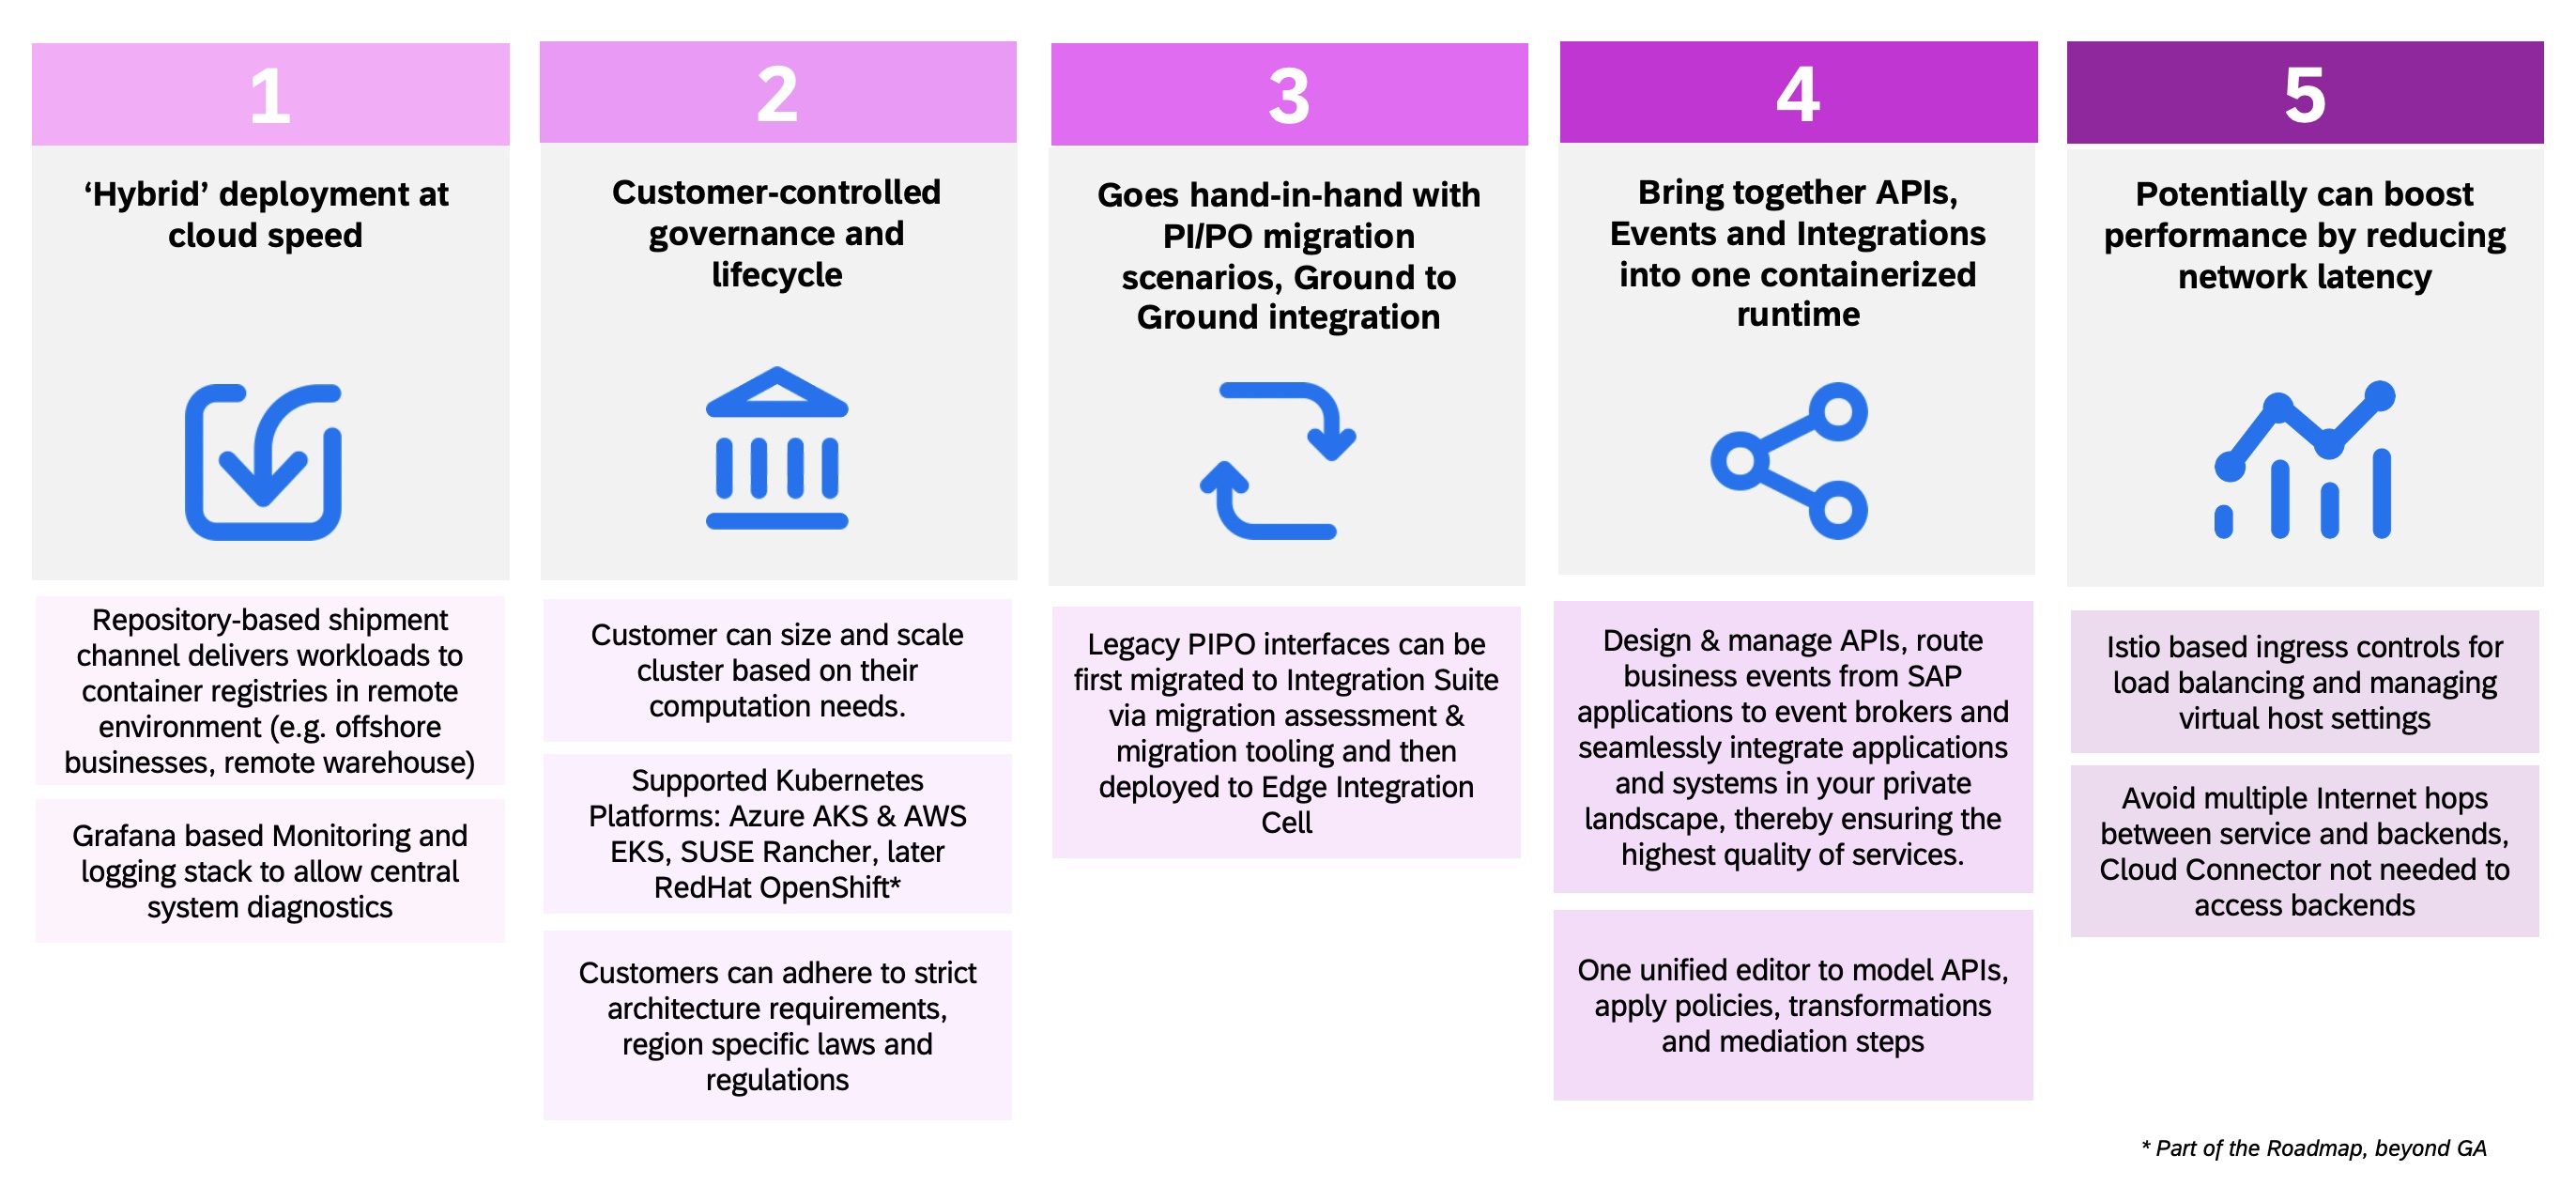 1
‘Hybrid’ deployment at
cloud speed
Repository-based shipment
channel delivers workloads to
container registries in remote
environment (e.g. offshore
businesses, remote warehouse)
Grafana based Monitoring and
logging stack to allow central
system diagnostics
2
Customer-controlled
governance and
lifecycle
Customer can size and scale
cluster based on their
computation needs.
Supported Kubernetes
Platforms: Azure AKS & AWS
EKS, SUSE Rancher, later
RedHat OpenShift*
Customers can adhere to strict
architecture requirements,
region specific laws and
regulations
3
Goes hand-in-hand with
PI/PO migration
scenarios, Ground to
Ground integration
Legacy PIPO interfaces can be
first migrated to Integration Suite
via migration assessment &
migration tooling and then
deployed to Edge Integration
Cell
4
Bring together APIs,
Events and Integrations
into one containerized
runtime
Design & manage APIs, route
business events from SAP
applications to event brokers and
seamlessly integrate applications
and systems in your private
landscape, thereby ensuring the
highest quality of services.
One unified editor to model APIs,
apply policies, transformations
and mediation steps
5
Potentially can boost
performance by reducing
network latency
Istio based ingress controls for
load balancing and managing
virtual host settings
Avoid multiple Internet hops
between service and backends,
Cloud Connector not needed to
access backends
* Part of the Roadmap, beyond GA